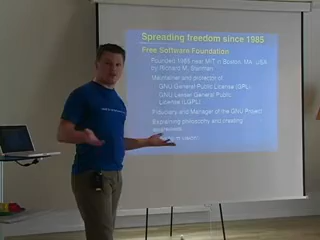 Spreading freedom since 1985
Free Software Foundation
Founded 1985 near MIT in Boston, MA, USA
by Richard M. Stallman
Maintainer and protector of
GNU General Public License (GPL)
GNU Lesser General Public
License (LGPL)
Fiduciary and Manager of the GNU Project
Explaining philosophy and creating
awareness